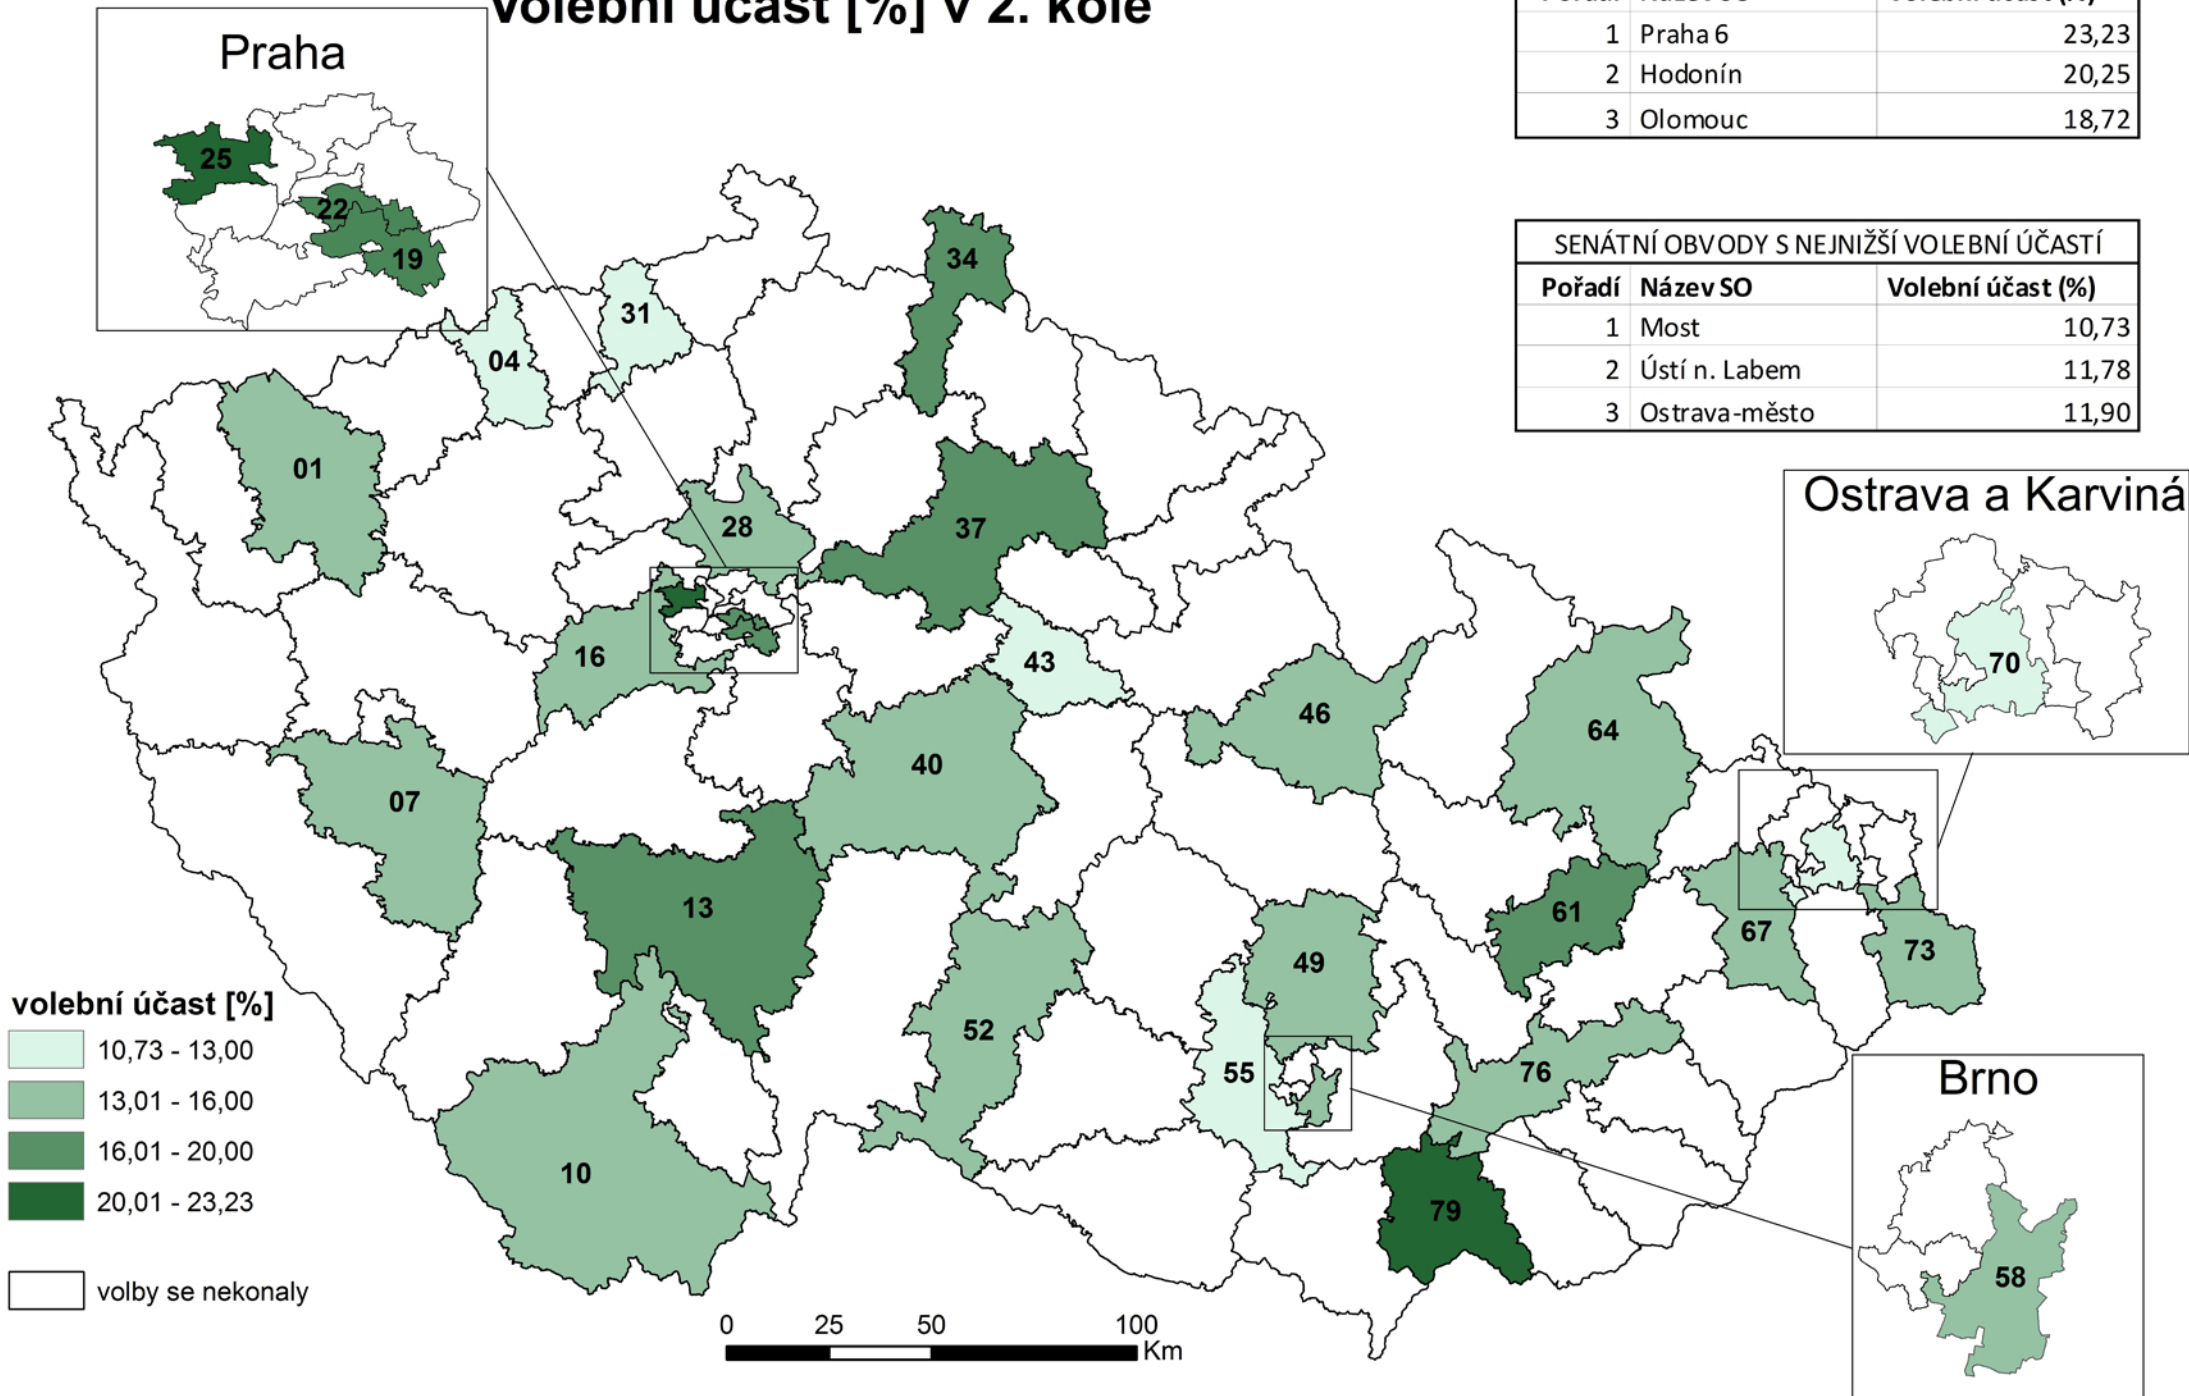 Volební účast [%] v 2. kole
Pořadí Název SO Volební účast (%)
1 Praha 6 23,23
2 Hodonín 20,25
3 Olomouc 18,72
SENÁTNÍ OBVODY S NEJNIŽŠÍ VOLEBNÍ ÚČASTÍ
Pořadí Název SO Volební účast (%)
1 Most 10,73
2 Ústí n. Labem 11,78
3 Ostrava-město 11,90
Praha
25
22
19
34
31
04
01
28
37
Ostrava a Karviná
70
16
43
46
64
40
07
13
61
67
73
49
52
55
76
10
79
Brno
58
volební účast [%]
10,73 - 13,00
13,01 - 16,00
16,01 - 20,00
20,01 - 23,23
volby se nekonaly
0 25 50 100
Km